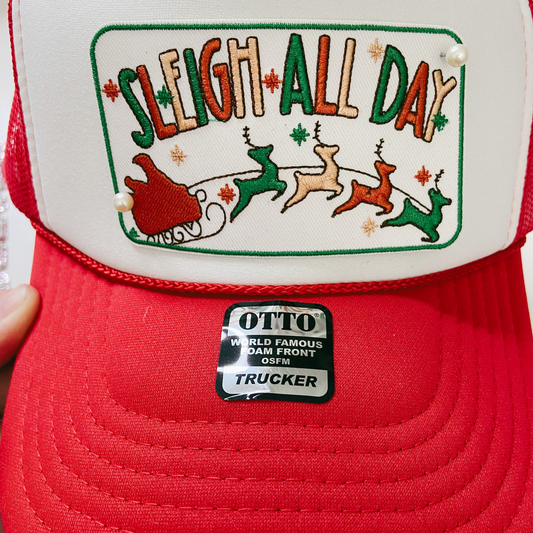 SLEIGH ALL DAY
OTTO®
WORLD FAMOUS
FOAM FRONT
OSFM
TRUCKER